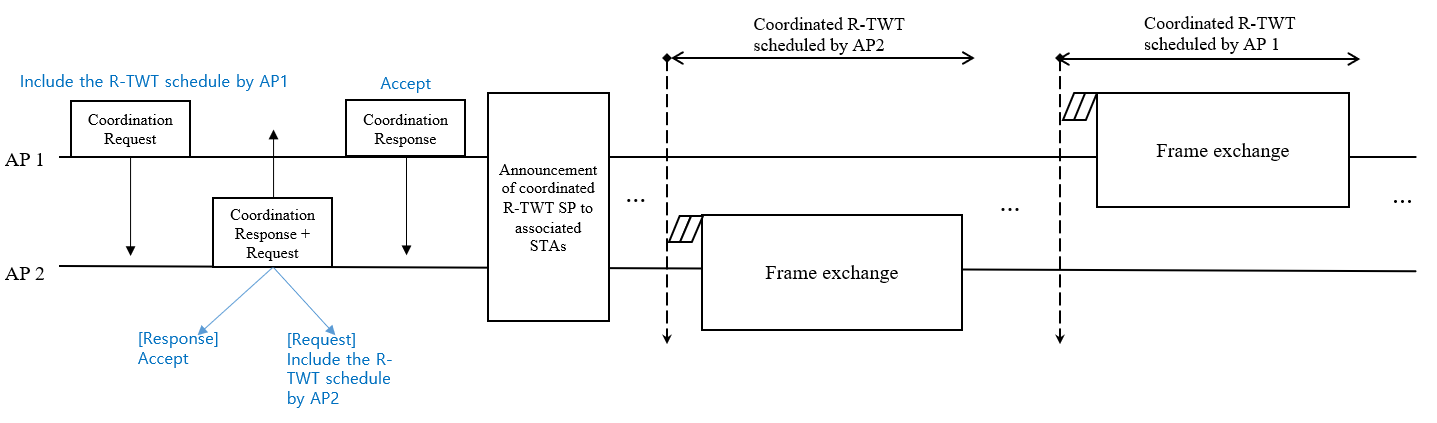 Coordinated R-TWT
scheduled by AP2
Coordinated R-TWT
scheduled by AP 1
Include the R-TWT schedule by AP1
Accept
Coordination
Request
Coordination
Response
AP 1
Announcement
of coordinated
R-TWT SP to
associated
STAs
...
Frame exchange
Coordination
Response +
Request
...
...
AP 2
Frame exchange
[Response]
Accept
[Request]
Include the R-
TWT schedule
by AP2